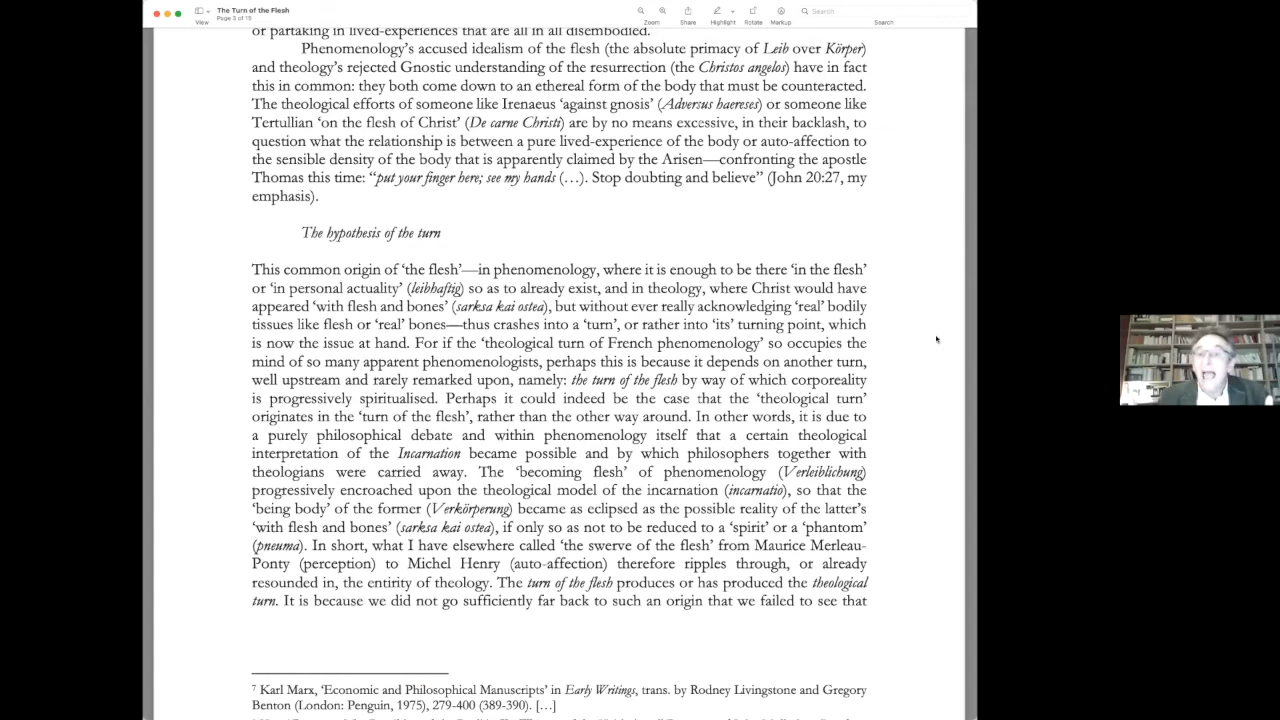 The Turn of the Flesh
Page 3 of 15
View
Zoom
Share
Highlight
Rotate
Markup
Search
Search
or partaking in lived-experiences that are all in all disembodied.
Phenomenology’s accused idealism of the flesh (the absolute primacy of Leib over Körper)
and theology’s rejected Gnostic understanding of the resurrection (the Christos angelos) have in fact
this in common: they both come down to an ethereal form of the body that must be counteracted.
The theological efforts of someone like Irenaeus ‘against gnosis’ (Adversus haereses) or someone like
Tertullian ‘on the flesh of Christ’ (De carne Christi) are by no means excessive, in their backlash, to
question what the relationship is between a pure lived-experience of the body or auto-affection to
the sensible density of the body that is apparently claimed by the Arisen—confronting the apostle
Thomas this time: “put your finger here; see my hands (…). Stop doubting and believe” (John 20:27, my
emphasis).
The hypothesis of the turn
This common origin of ‘the flesh’—in phenomenology, where it is enough to be there ‘in the flesh’
or ‘in personal actuality’ (leibhaftig) so as to already exist, and in theology, where Christ would have
appeared ‘with flesh and bones’ (sarksa kai ostea), but without ever really acknowledging ‘real’ bodily
tissues like flesh or ‘real’ bones—thus crashes into a ‘turn’, or rather into ‘its’ turning point, which
is now the issue at hand. For if the ‘theological turn of French phenomenology’ so occupies the
mind of so many apparent phenomenologists, perhaps this is because it depends on another turn,
well upstream and rarely remarked upon, namely: the turn of the flesh by way of which corporeality
is progressively spiritualised. Perhaps it could indeed be the case that the ‘theological turn’
originates in the ‘turn of the flesh’, rather than the other way around. In other words, it is due to
a purely philosophical debate and within phenomenology itself that a certain theological
interpretation of the Incarnation became possible and by which philosophers together with
theologians were carried away. The ‘becoming flesh’ of phenomenology (Verleiblichung)
progressively encroached upon the theological model of the incarnation (incarnatio), so that the
‘being body’ of the former (Verkörperung) became as eclipsed as the possible reality of the latter’s
‘with flesh and bones’ (sarksa kai ostea), if only so as not to be reduced to a ‘spirit’ or a ‘phantom’
(pneuma). In short, what I have elsewhere called ‘the swerve of the flesh’ from Maurice Merleau-
Ponty (perception) to Michel Henry (auto-affection) therefore ripples through, or already
resounded in, the entirity of theology. The turn of the flesh produces or has produced the theological
turn. It is because we did not go sufficiently far back to such an origin that we failed to see that
7 Karl Marx, ‘Economic and Philosophical Manuscripts’ in Early Writings, trans. by Rodney Livingstone and Gregory
Benton (London: Penguin, 1975), 279-400 (389-390). […]